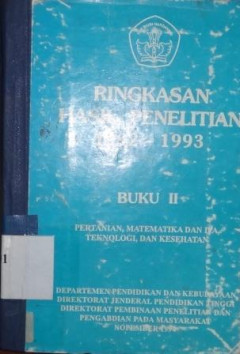 RINGKASAN
HASIL PENELITIAN
1993
BUKU II
PERTANIAN, MATEMATIKA DAN IPA
TEKNOLOGI, DAN KESEHATAN
DEPARTEMEN PENDIDIKAN DAN KEBUDAYAAN
DIREKTORAT JENDERAL PENDIDIKAN TINGGI
DIREKTORAT PEMBINAAN PENELITIAN DAN
PENGABDIAN PADA MASYARAKAT
1